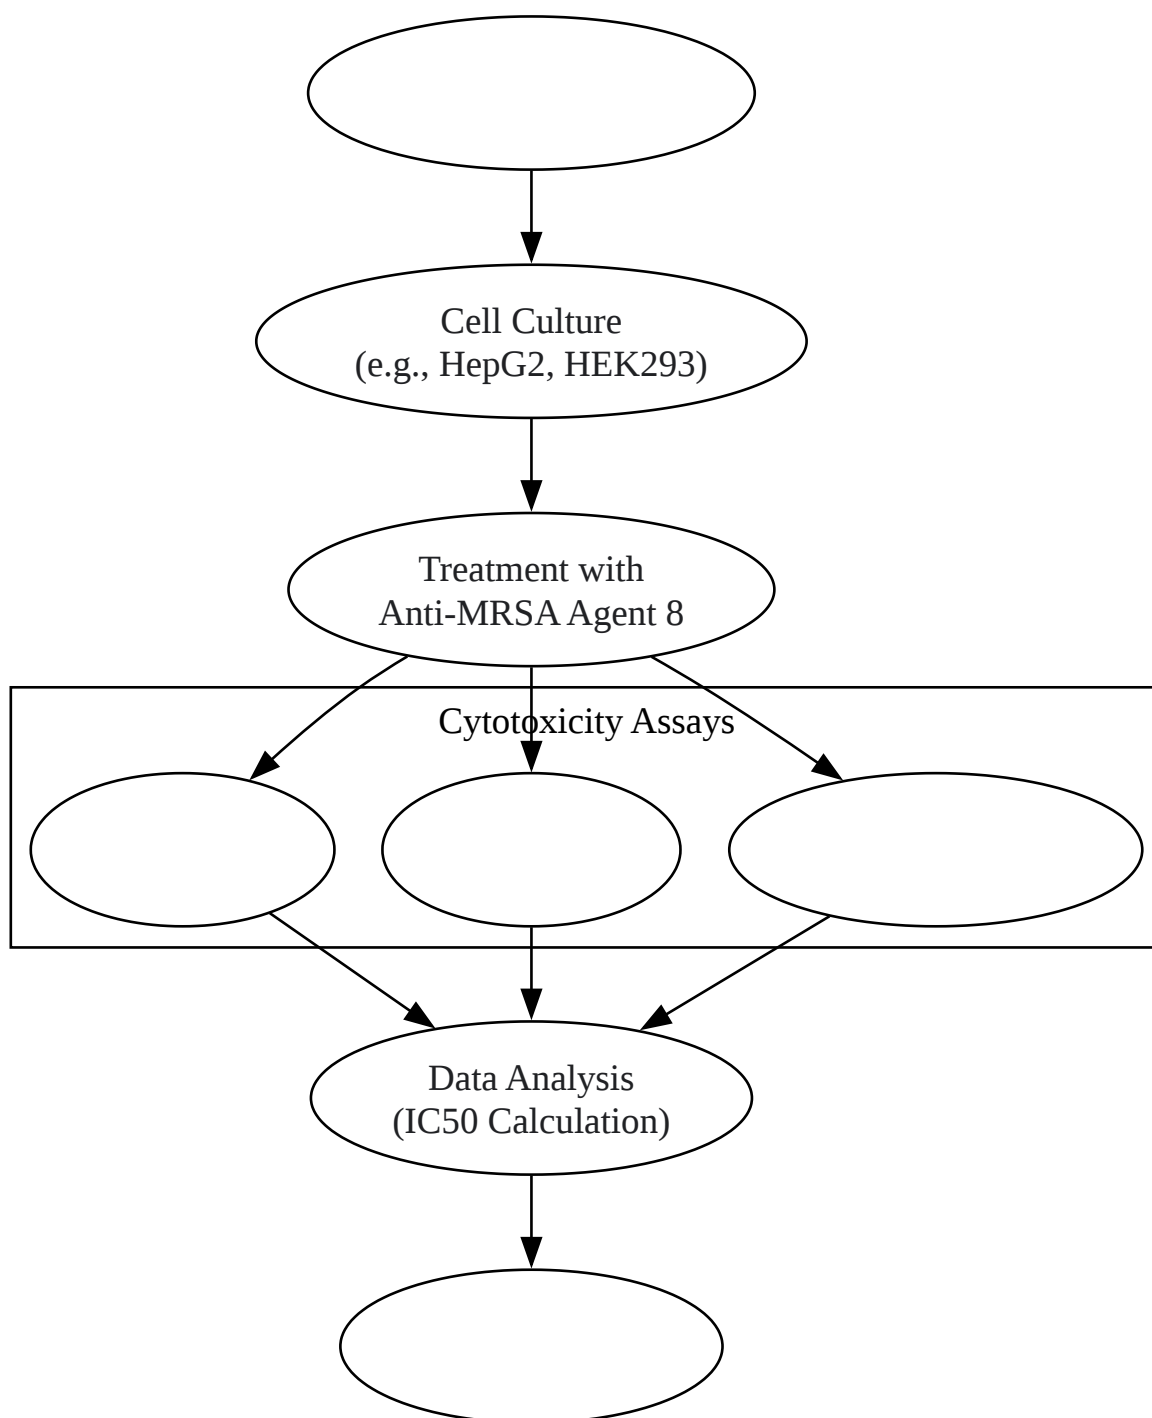 Cell Culture
(e.g., HepG2, HEK293)
Treatment with
Anti-MRSA Agent 8
Cytotoxicity Assays
Data Analysis
(IC50 Calculation)